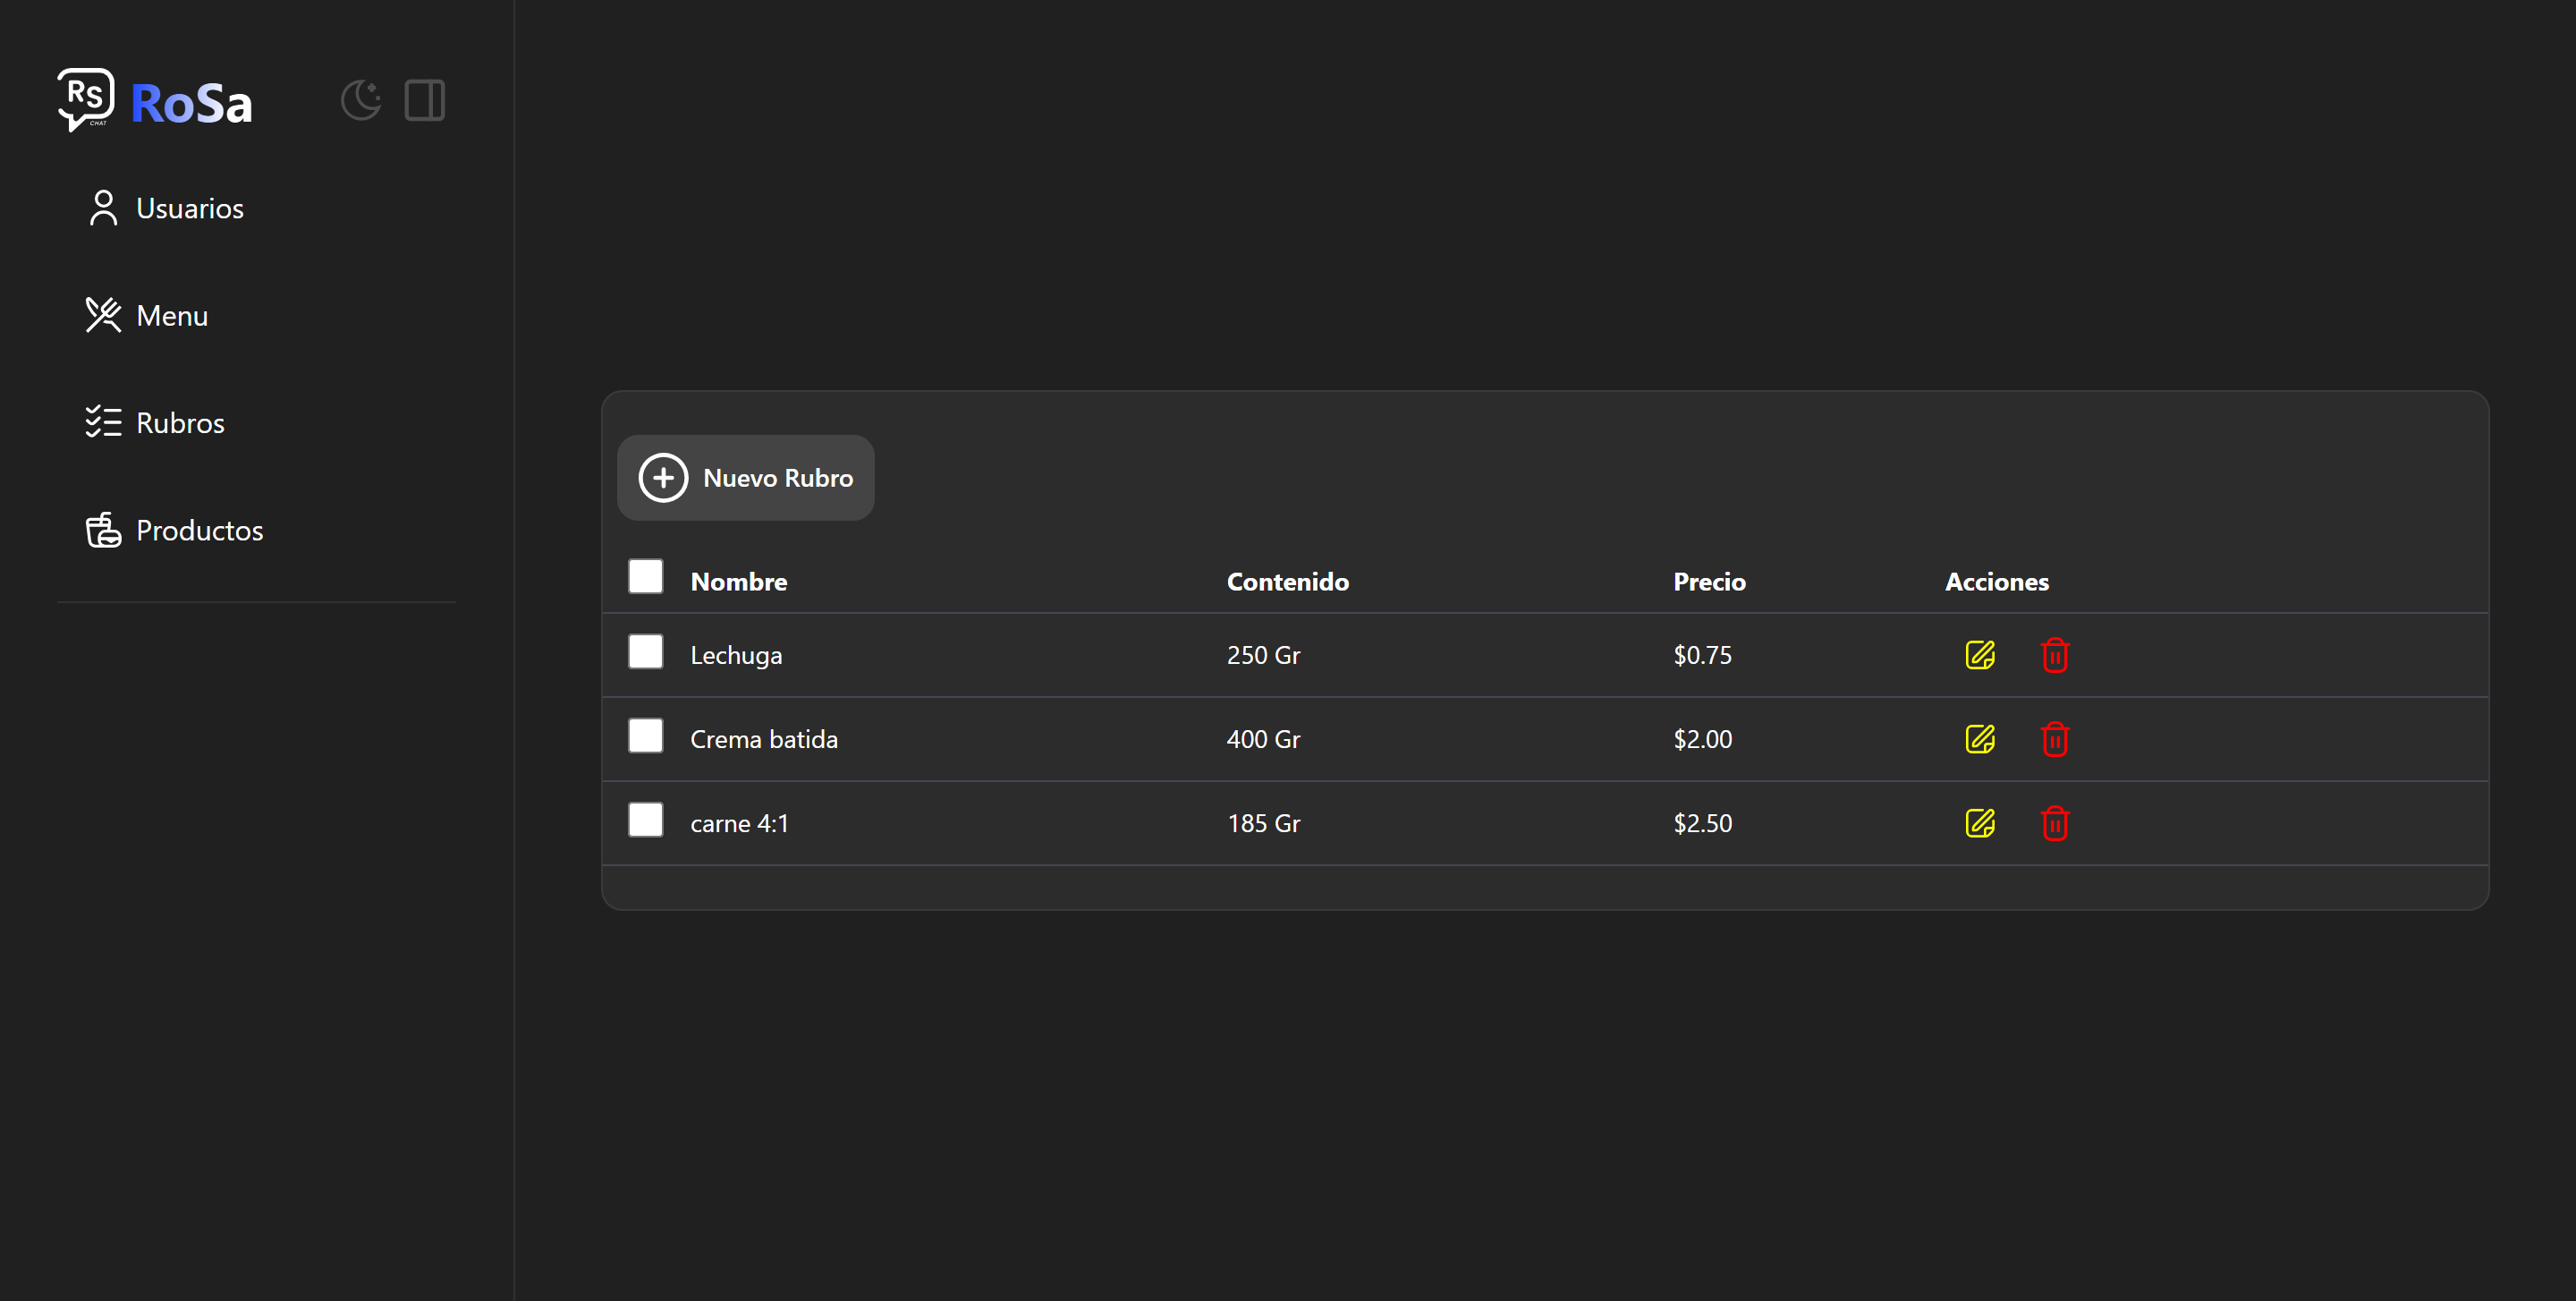 RS
CHAT
RoSa
Usuarios
Menu
Rubros
Productos
Nuevo Rubro
Nombre Contenido Precio Acciones
Lechuga 250 Gr $0.75
Crema batida 400 Gr $2.00
carne 4:1 185 Gr $2.50